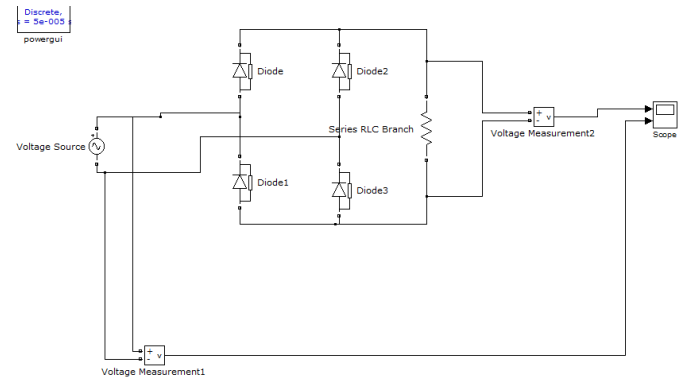 Discrete,
s = 5e-005 s
powergui
Diode
Diode2
Series RLC Branch
+
-
v
Voltage Measurement2
Scope
Voltage Source
+
Diode1
Diode3
+
-
v
Voltage Measurement1